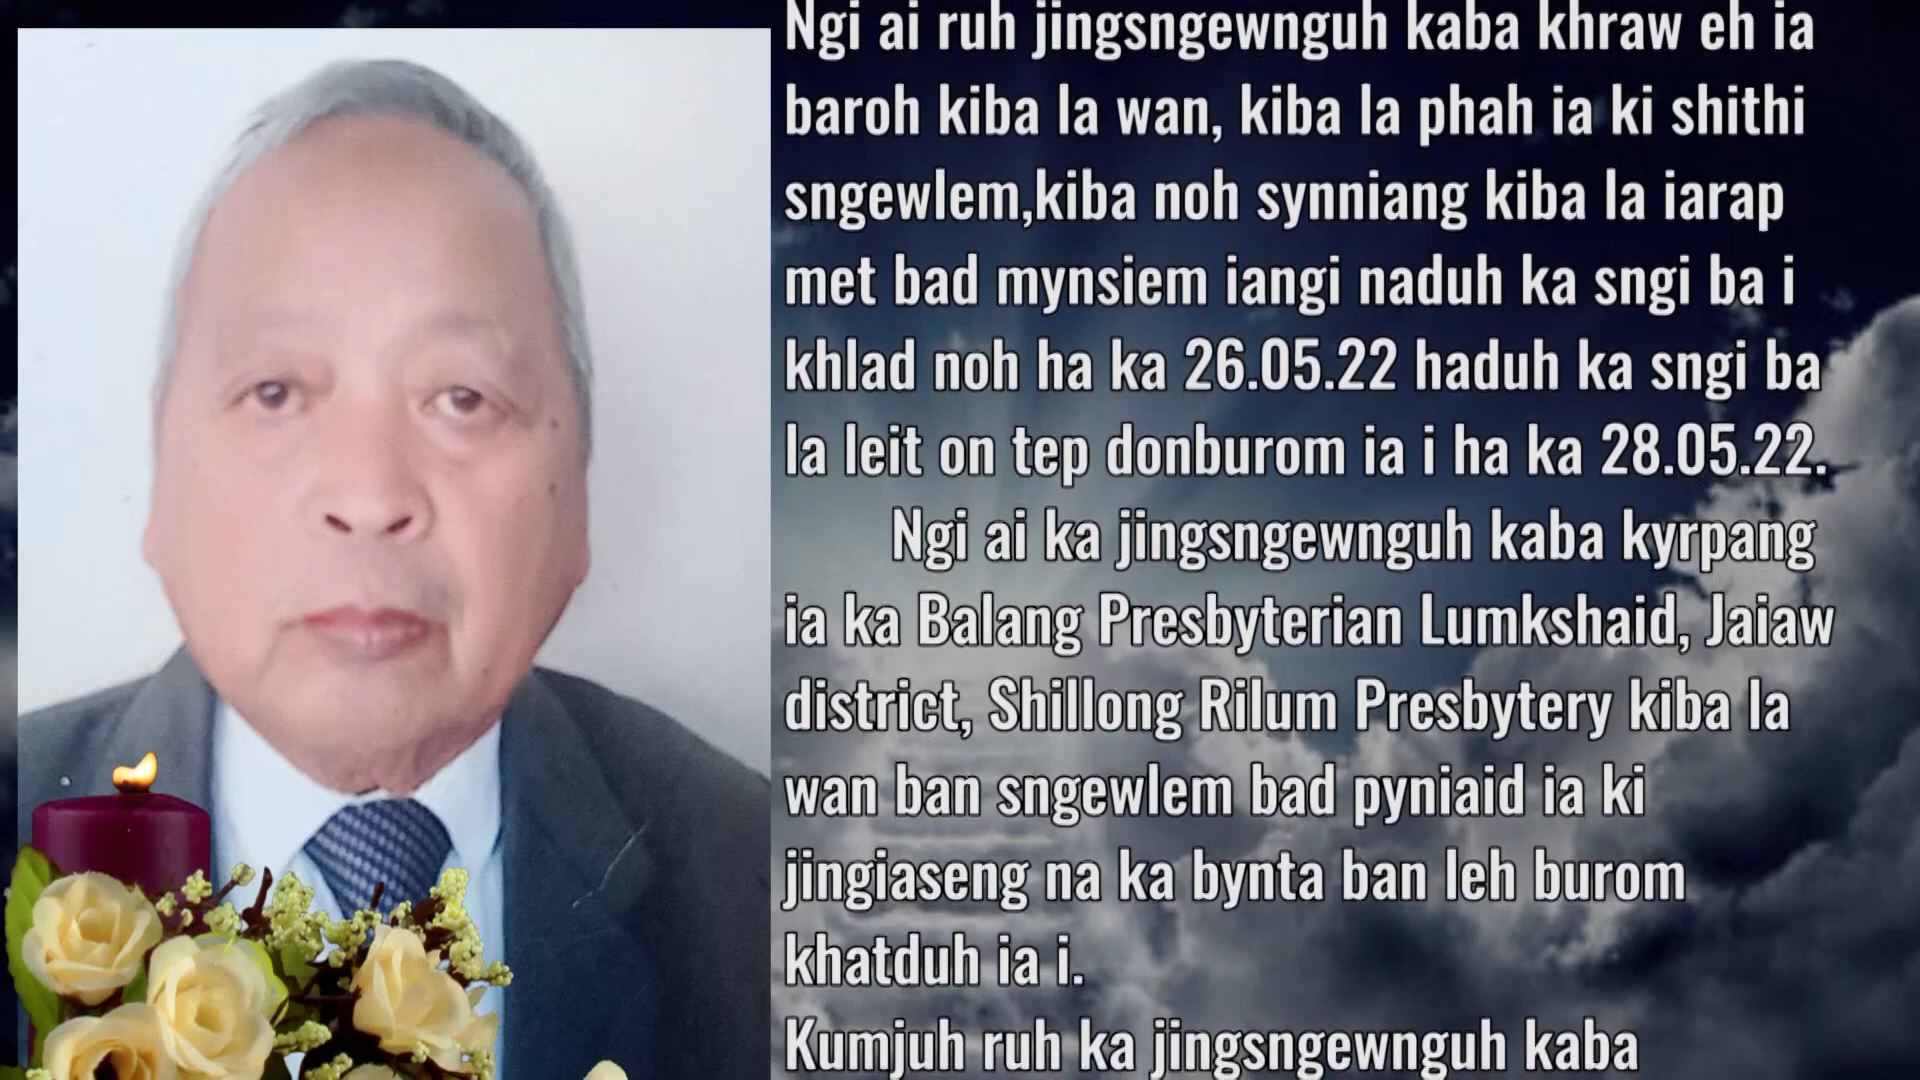 Ngi ai ruh jingsngewnguh kaba khraw eh ia
baroh kiba la wan, kiba la phah ia ki shithi
sngewlem,kiba noh synniang kiba la iarap
met bad mynsiem iangi naduh ka sngi ba i
khlad noh ha ka 26.05.22 haduh ka sngi ba
la leit on tep donburom ia i ha ka 28.05.22.
Ngi ai ka jingsngewnguh kaba kyrpang
ia ka Balang Presbyterian Lumkshaid, Jaiaw
district, Shillong Rilum Presbytery kiba la
wan ban sngewlem bad pyniaid ia ki
jingiaseng na ka bynta ban leh burom
khatduh ia i.
Kumjuh ruh ka jingsngewnguh kaba